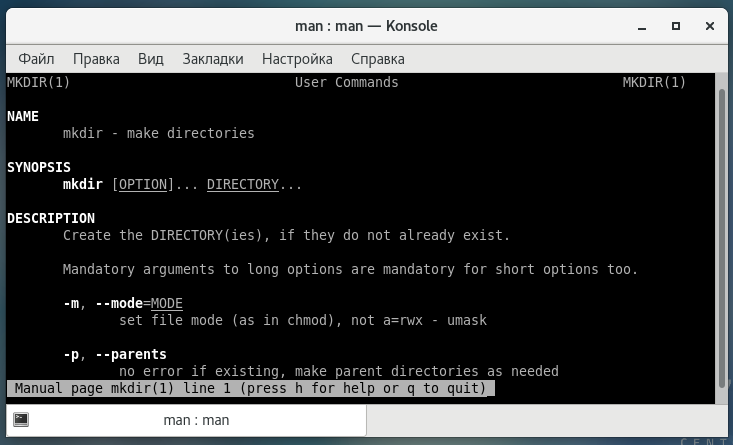 man : man — Konsole
Файл Правка Вид Закладки Настройка Справка
MKDIR(1) User Commands MKDIR(1)
NAME
mkdir - make directories
SYNOPSIS
mkdir [OPTION]... DIRECTORY...
DESCRIPTION
Create the DIRECTORY(ies), if they do not already exist.
Mandatory arguments to long options are mandatory for short options too.
-m, --mode=MODE
set file mode (as in chmod), not a=rwx - umask
-p, --parents
no error if existing, make parent directories as needed
Manual page mkdir(1) line 1 (press h for help or q to quit)
man : man
CENT